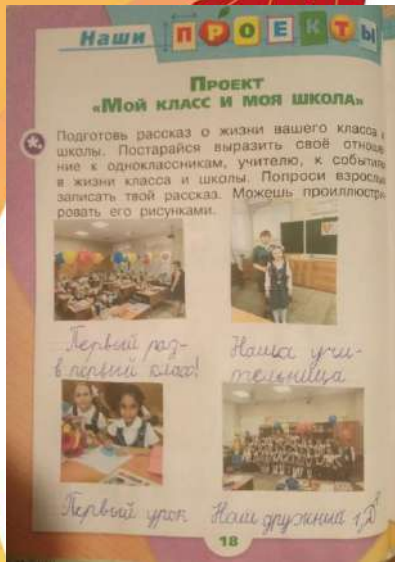 Наши ПРОЕКТЫ
ПРОЕКТ
«МОЙ КЛАСС И МОЯ ШКОЛА»
Подготовь рассказ о жизни вашего класса и
школы. Постарайся выразить своё отноше
ние к одноклассникам, учителю, к событиям
в жизни класса и школы. Попроси взрослых
записать твой рассказ. Можешь проиллюстри-
ровать его рисунками.
Первый раз-
в первый класс!
Наша учи-
тельница
Первый урок
Наш дружный 1 "Д"
18